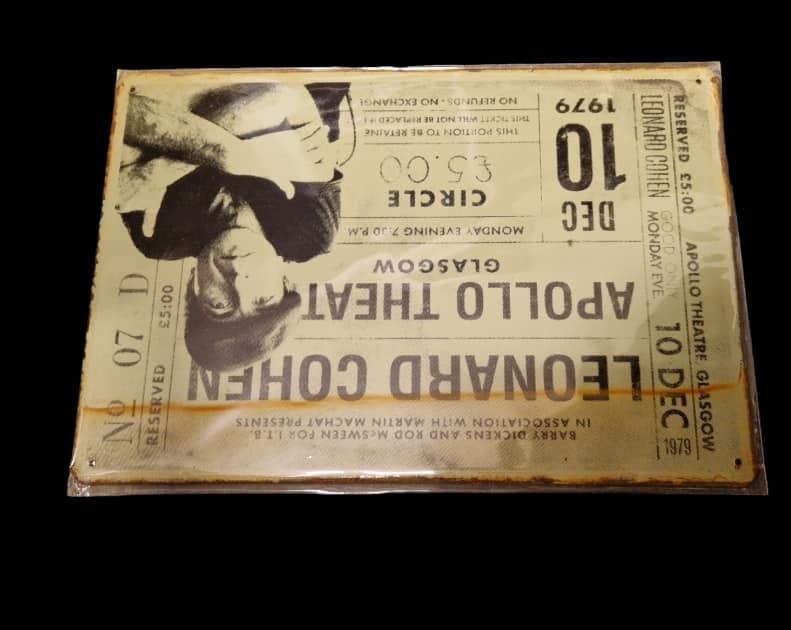 BARRY DICKENS AND ROD McSWEEN FOR I.T.B.
IN ASSOCIATION WITH MARTIN MACHAT PRESENTS
LEONARD COHEN
APOLLO THEAT
GLASGOW
DEC
10
1979
MONDAY EVENING 7:30 P.M.
CIRCLE
£5.00
THIS PORTION TO BE RETAINE
THIS TICKET WILL NOT BE REPLACED IF L
NO REFUNDS - NO EXCHANGE
RESERVED £5:00
No 07 D
RESERVED £5:00 APOLLO THEATRE GLASGOW
GOOD ONLY
LEONARD COHEN MONDAY EVE. 10 DEC 1979